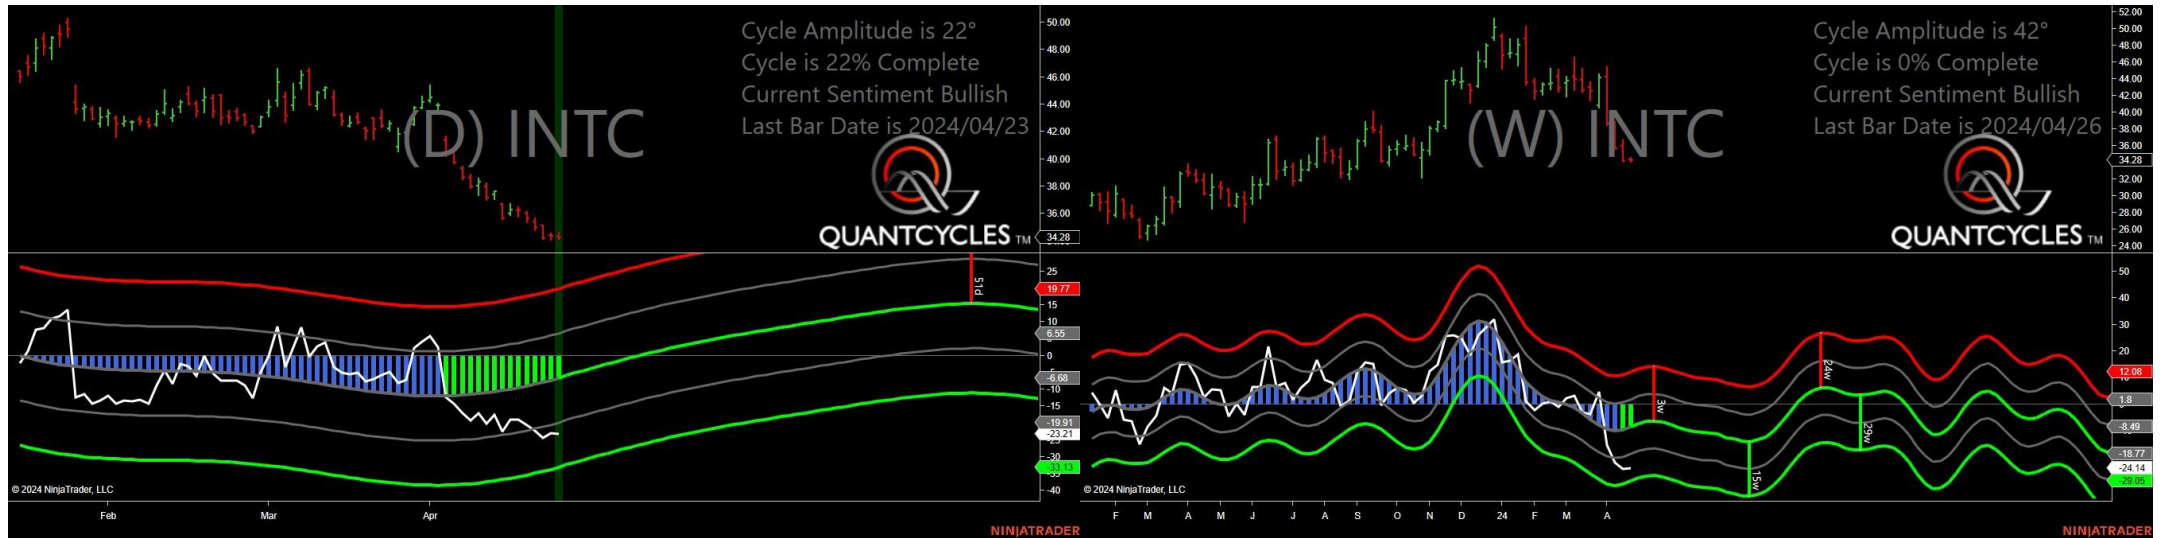 Cycle Amplitude is 22°
Cycle is 22% Complete
Current Sentiment Bullish
Last Bar Date is 2024/04/23
(D) INTC
QUANTCYCLES TM
50.00
48.00
46.00
44.00
42.00
40.00
38.00
36.00
34.28
51d
25
19.77
15
10
6.55
0
-6.68
-10
-15
-19.91
-23.21
-30
-33.13
-40
© 2024 NinjaTrader, LLC
Feb Mar Apr
NINJATRADER
Cycle Amplitude is 42°
Cycle is 0% Complete
Current Sentiment Bullish
Last Bar Date is 2024/04/26
(W) INTC
QUANTCYCLES TM
52.00
50.00
48.00
46.00
44.00
42.00
40.00
38.00
36.00
34.28
32.00
30.00
28.00
26.00
24.00
3w
15w
24w
29w
50
40
30
20
12.08
1.8
-8.49
-18.77
-24.14
-29.05
© 2024 NinjaTrader, LLC
F M A M J J A S O N D 24 F M A
NINJATRADER